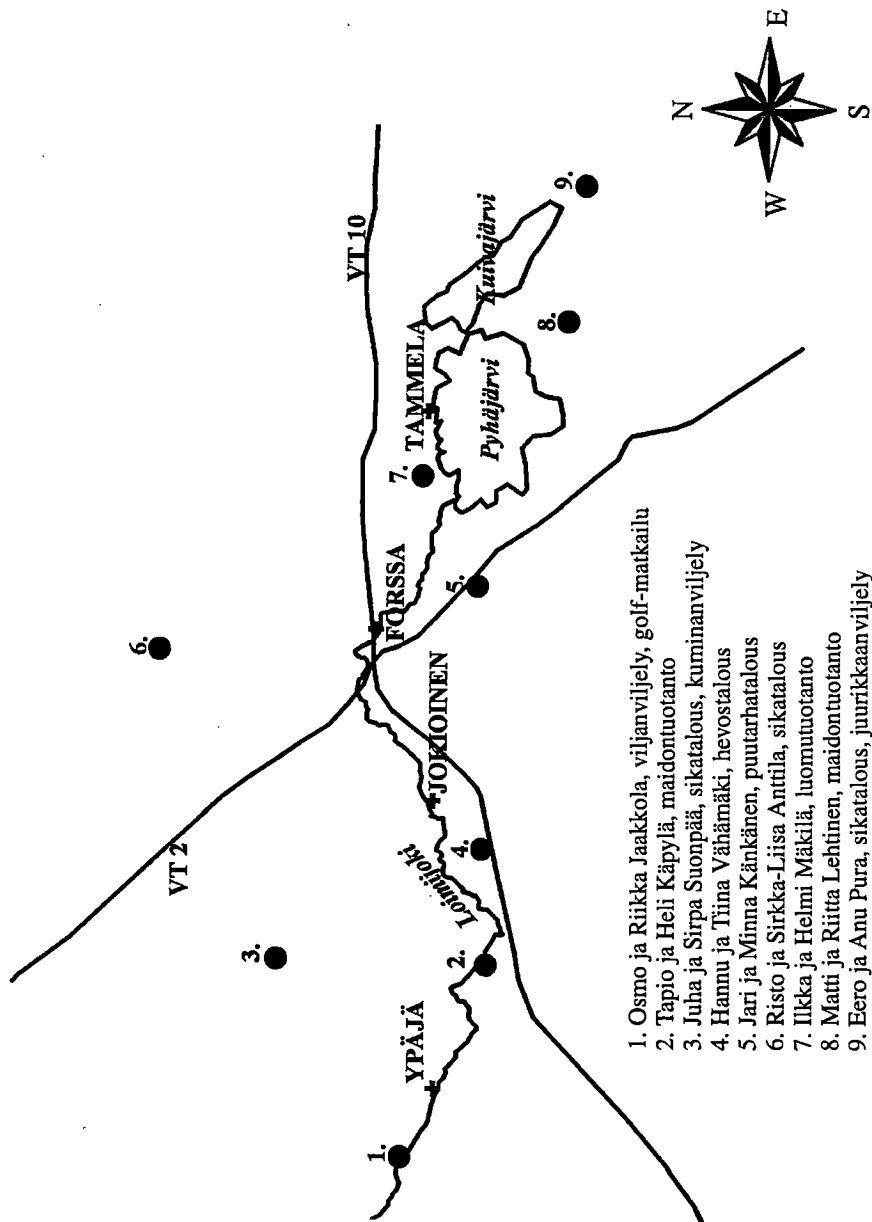 N
E
W
S
VT 10
VT 2
6.
3.
TAMMELA
Kuivajärvi
9.
8.
Pyhäjärvi
7.
FORSSA
5.
JOKIOINEN
4.
Loimijoki
2.
YPÄJÄ
1.
1. Osmo ja Riikka Jaakkola, viljanviljely, golf-matkailu
2. Tapio ja Heli Käpylä, maidontuotanto
3. Juha ja Sirpa Suonpää, sikatalous, kuminanviljely
4. Hannu ja Tiina Vähämäki, hevostalous
5. Jari ja Minna Känkänen, puutarhatalous
6. Risto ja Sirkka-Liisa Anttila, sikatalous
7. Ilkka ja Helmi Mäkilä, luomutuotanto
8. Matti ja Riitta Lehtinen, maidontuotanto
9. Eero ja Anu Pura, sikatalous, juurikkaanviljely